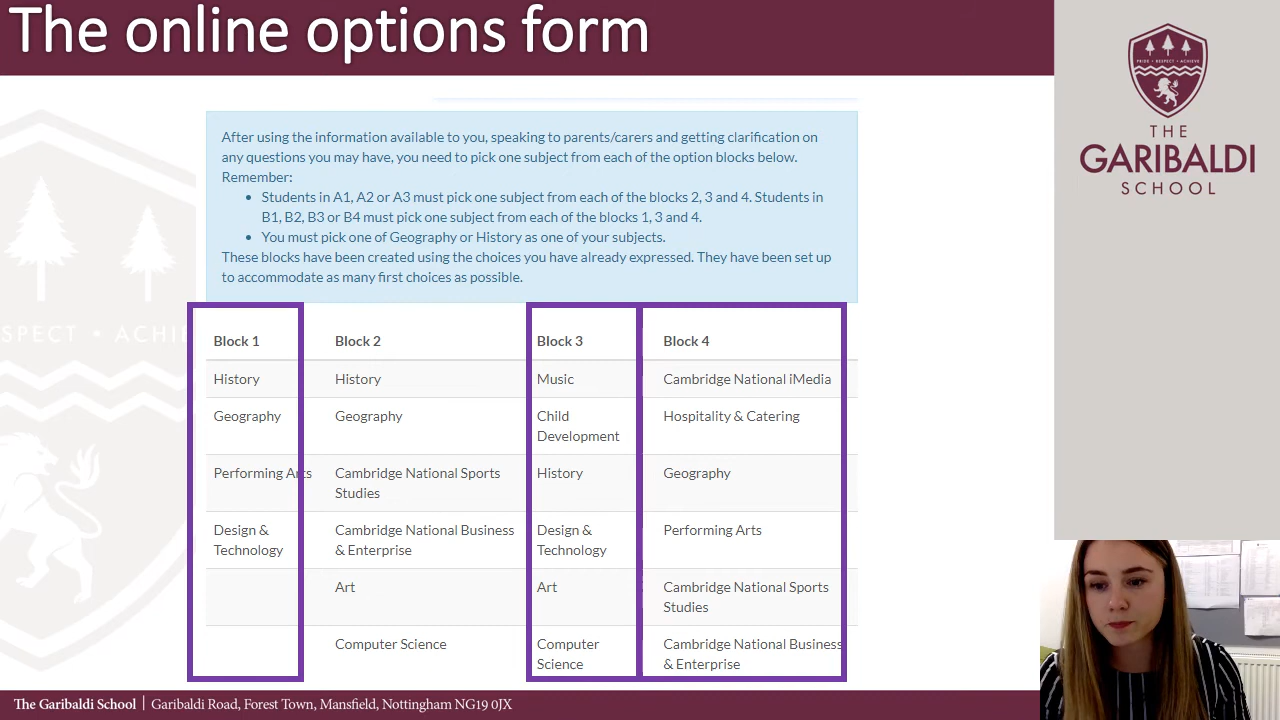 The online options form
After using the information available to you, speaking to parents/carers and getting clarification on
any questions you may have, you need to pick one subject from each of the option blocks below.
Remember:
• Students in A1, A2 or A3 must pick one subject from each of the blocks 2, 3 and 4. Students in
B1, B2, B3 or B4 must pick one subject from each of the blocks 1, 3 and 4.
• You must pick one of Geography or History as one of your subjects.
These blocks have been created using the choices you have already expressed. They have been set up
to accommodate as many first choices as possible.
Block 1 Block 2 Block 3 Block 4
History History Music Cambridge National iMedia
Geography Geography Child Development Hospitality & Catering
Performing Arts Cambridge National Sports Studies History Geography
Design & Technology Cambridge National Business & Enterprise Design & Technology Performing Arts
Art Art Cambridge National Sports Studies
Computer Science Computer Science Cambridge National Business & Enterprise
SPECT • ACHIE
PRIDE • RESPECT • ACHIEVE
THE
GARIBALDI
SCHOOL
The Garibaldi School | Garibaldi Road, Forest Town, Mansfield, Nottingham NG19 0JX